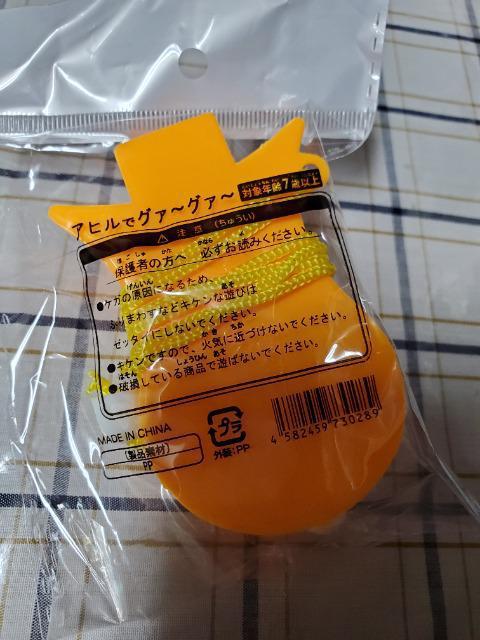 アヒルでグァ〜グァ〜 対象年齢7歳以上
⚠ 注意 (ちゅうい)
保護者の方へ 必ずお読みください。
●ケガの原因になるため、
ふりまわすなどキケンな遊びは
ゼッタイにしないでください。
●キケンですので、火気に近づけないでください。
●破損している商品で遊ばないでください。
MADE IN CHINA
(製品素材)
PP
プラ
外装:PP
4 582459 730289